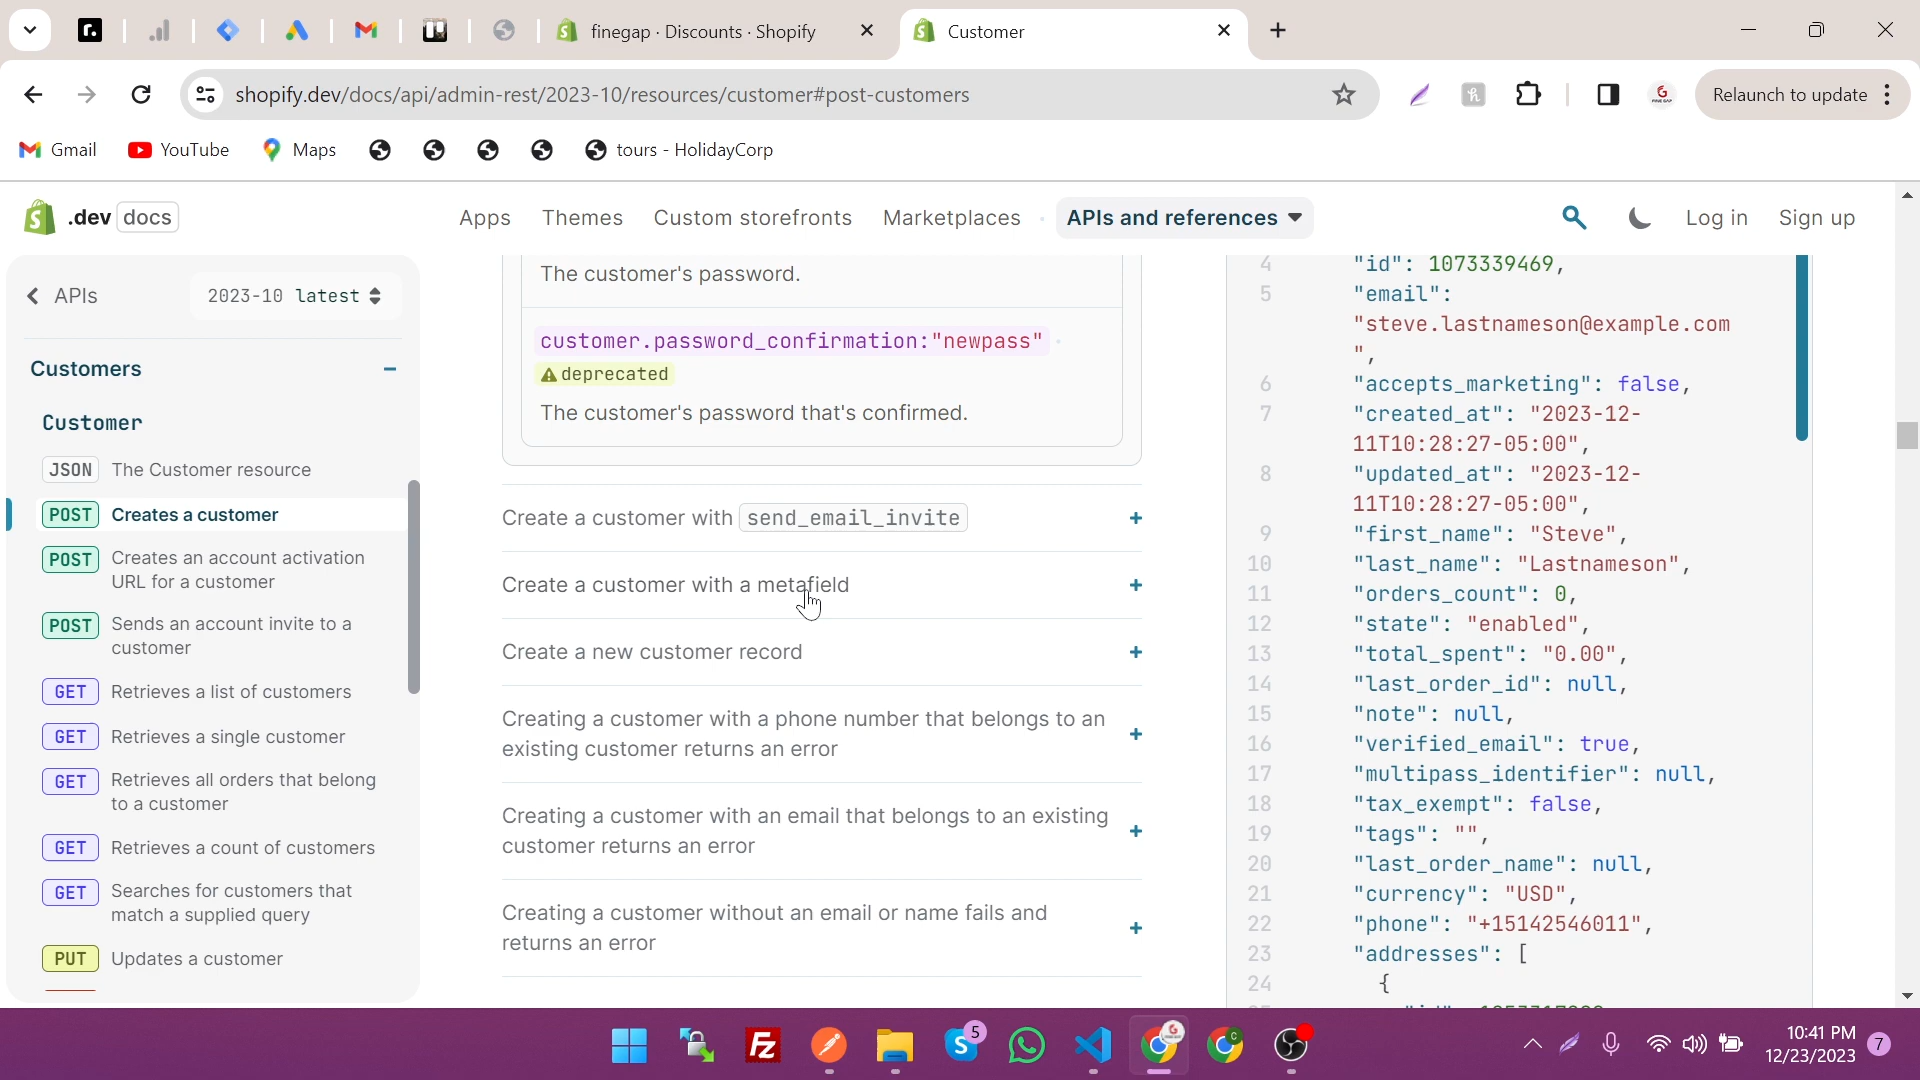 finegap · Discounts · Shopify
Customer
shopify.dev/docs/api/admin-rest/2023-10/resources/customer#post-customers
Relaunch to update
Gmail
YouTube
Maps
tours - HolidayCorp
.dev docs
Apps
Themes
Custom storefronts
Marketplaces
APIs and references
Log in
Sign up
APIs
2023-10 latest
Customers
Customer
JSON The Customer resource
POST Creates a customer
POST Creates an account activation
URL for a customer
POST Sends an account invite to a
customer
GET Retrieves a list of customers
GET Retrieves a single customer
GET Retrieves all orders that belong
to a customer
GET Retrieves a count of customers
GET Searches for customers that
match a supplied query
PUT Updates a customer
The customer's password.
customer.password_confirmation:"newpass"
deprecated
The customer's password that's confirmed.
Create a customer with send_email_invite
Create a customer with a metafield
Create a new customer record
Creating a customer with a phone number that belongs to an
existing customer returns an error
Creating a customer with an email that belongs to an existing
customer returns an error
Creating a customer without an email or name fails and
returns an error
4 "id": 1073339469,
5 "email":
"steve.lastnameson@example.com
",
6 "accepts_marketing": false,
7 "created_at": "2023-12-
11T10:28:27-05:00",
8 "updated_at": "2023-12-
11T10:28:27-05:00",
9 "first_name": "Steve",
10 "last_name": "Lastnameson",
11 "orders_count": 0,
12 "state": "enabled",
13 "total_spent": "0.00",
14 "last_order_id": null,
15 "note": null,
16 "verified_email": true,
17 "multipass_identifier": null,
18 "tax_exempt": false,
19 "tags": "",
20 "last_order_name": null,
21 "currency": "USD",
22 "phone": "+15142546011",
23 "addresses": [
24 {
5
10:41 PM
12/23/2023
7